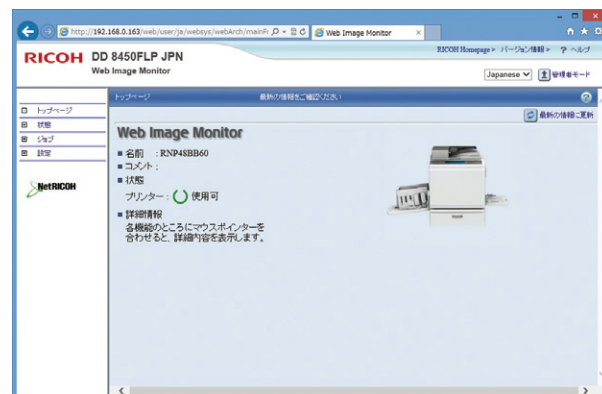 http://192.168.0.163/web/user/ja/websys/webArch/mainFr
Web Image Monitor
RICOH
DD 8450FLP JPN
Web Image Monitor
RICOH Homepage» バージョン情報» ? ヘルプ
Japanese
管理者モード
トップページ
最新の情報をご確認ください
最新の情報に更新
トップページ
状態
ジョブ
設定
NetRICOH
Web Image Monitor
■ 名前 : RNP48BB60
■ コメント :
■ 状態
プリンター : 使用可
■ 詳細情報
各機能のところにマウスポインターを
合わせると、詳細内容を表示します。